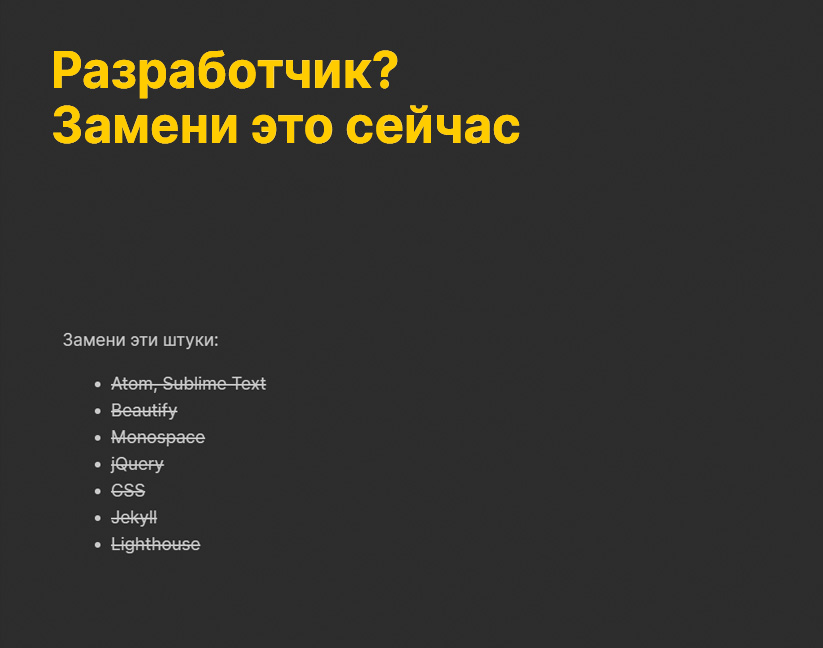 Разработчик?
Замени это сейчас
Замени эти штуки:
Atom, Sublime Text
Beautify
Monospace
jQuery
CSS
Jekyll
Lighthouse